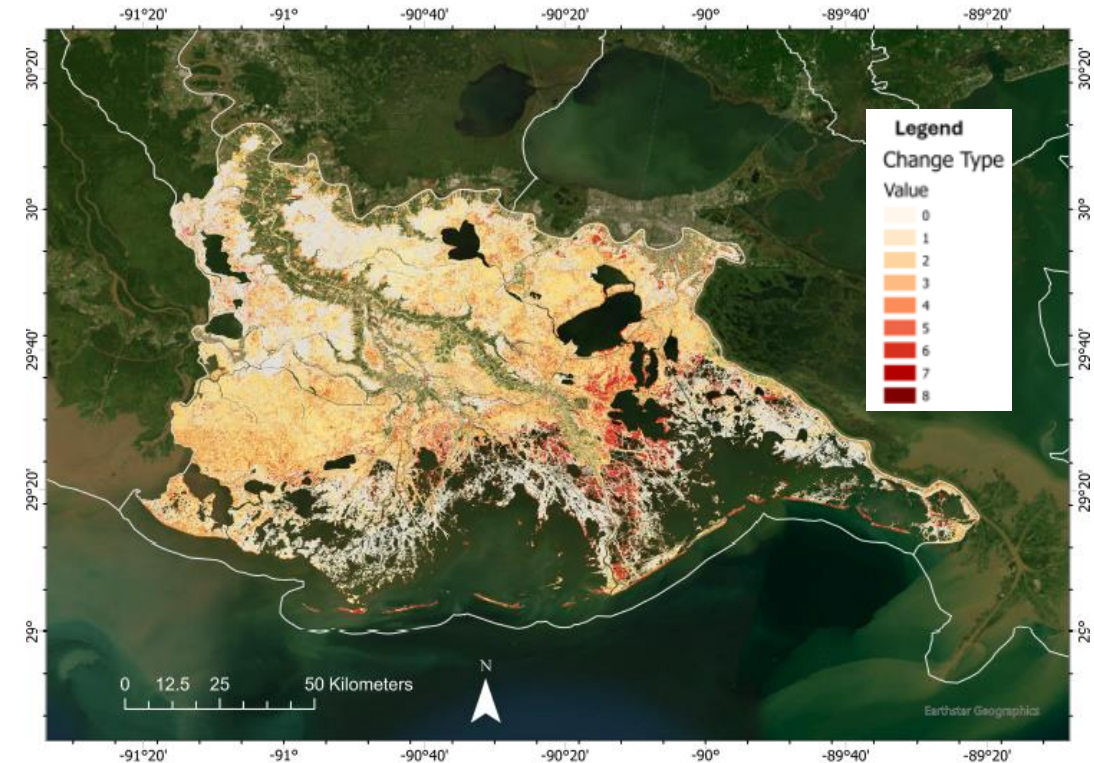 -91°20' -91° -90°40' -90°20' -90° -89°40' -89°20'
30°20' 30°20'
Legend
Change Type
Value
0
1
2
3
4
5
6
7
8
30° 30°
29°40' 29°40'
29°20' 29°20'
29° 29°
N
0 12.5 25 50 Kilometers
Earthstar Geographics
-91°20' -91° -90°40' -90°20' -90° -89°40' -89°20'